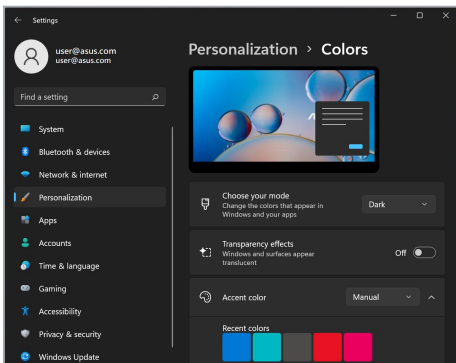 Settings
user@asus.com
user@asus.com
Find a setting
System
Bluetooth & devices
Network & internet
Personalization
Apps
Accounts
Time & language
Gaming
Accessibility
Privacy & security
Windows Update
Personalization > Colors
Choose your mode
Change the colors that appear in
Windows and your apps
Dark
Transparency effects
Windows and surfaces appear
translucent
Off
Accent color
Manual
Recent colors